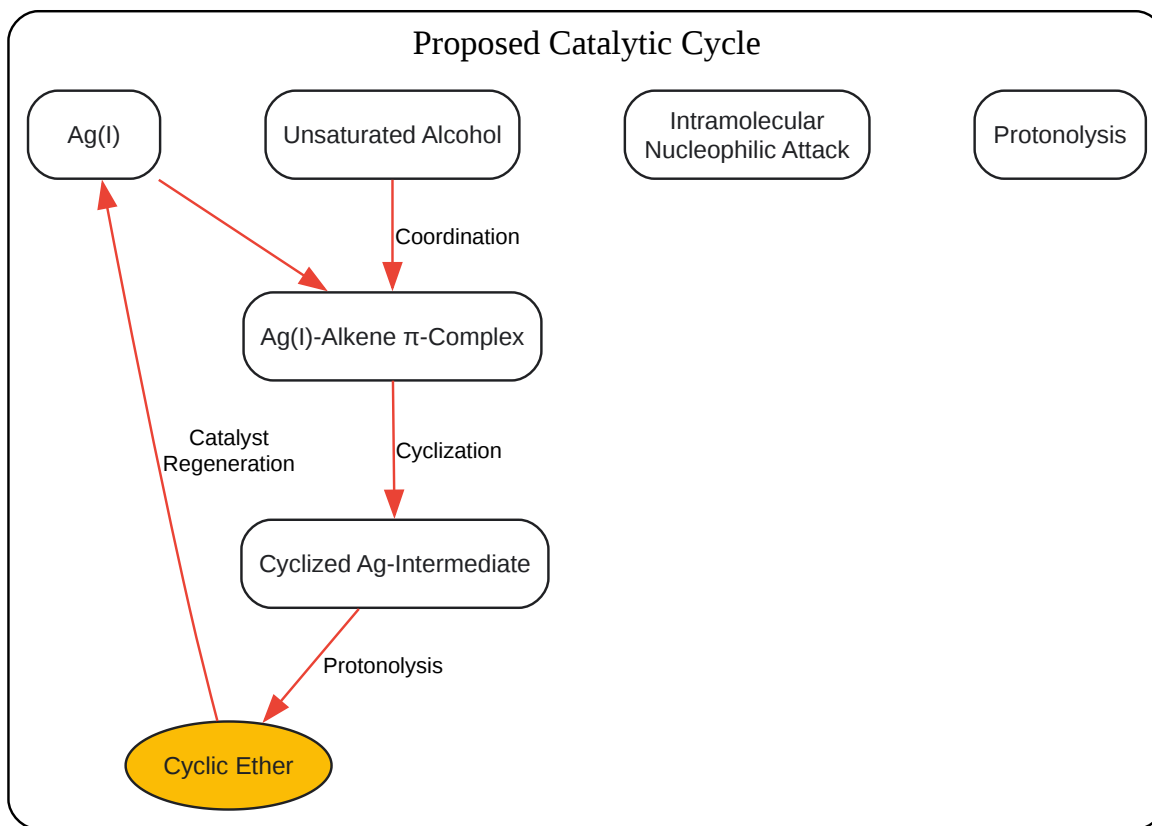 Proposed Catalytic Cycle
Ag(I)
Unsaturated Alcohol
Intramolecular
Nucleophilic Attack
Protonolysis
Coordination
Ag(I)-Alkene π-Complex
Catalyst
Regeneration
Cyclization
Cyclized Ag-Intermediate
Protonolysis
Cyclic Ether